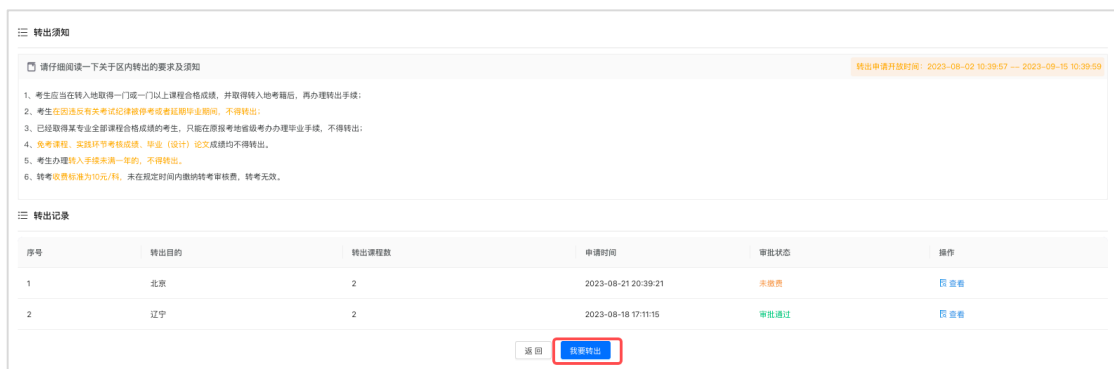 转出须知
请仔细阅读一下关于区内转出的要求及须知
转出申请开放时间：2023-08-02 10:39:57 — 2023-09-15 10:39:59
1、考生应当在转入地取得一门或一门以上课程合格成绩，并取得转入地考籍后，再办理转出手续；
2、考生在因违反有关考试纪律被停考或者延期毕业期间，不得转出；
3、已经取得某专业全部课程合格成绩的考生，只能在原报考地省级考办办理毕业手续，不得转出；
4、免考课程、实践环节考核成绩、毕业（设计）论文成绩均不得转出。
5、考生办理转入手续未满一年的，不得转出。
6、转考收费标准为10元/科，未在规定时间内缴纳转考审核费，转考无效。
转出记录
序号 转出目的 转出课程数 申请时间 审批状态 操作
1 北京 2 2023-08-21 20:39:21 未缴费 查看
2 辽宁 2 2023-08-18 17:11:15 审批通过 查看
返回 我要转出